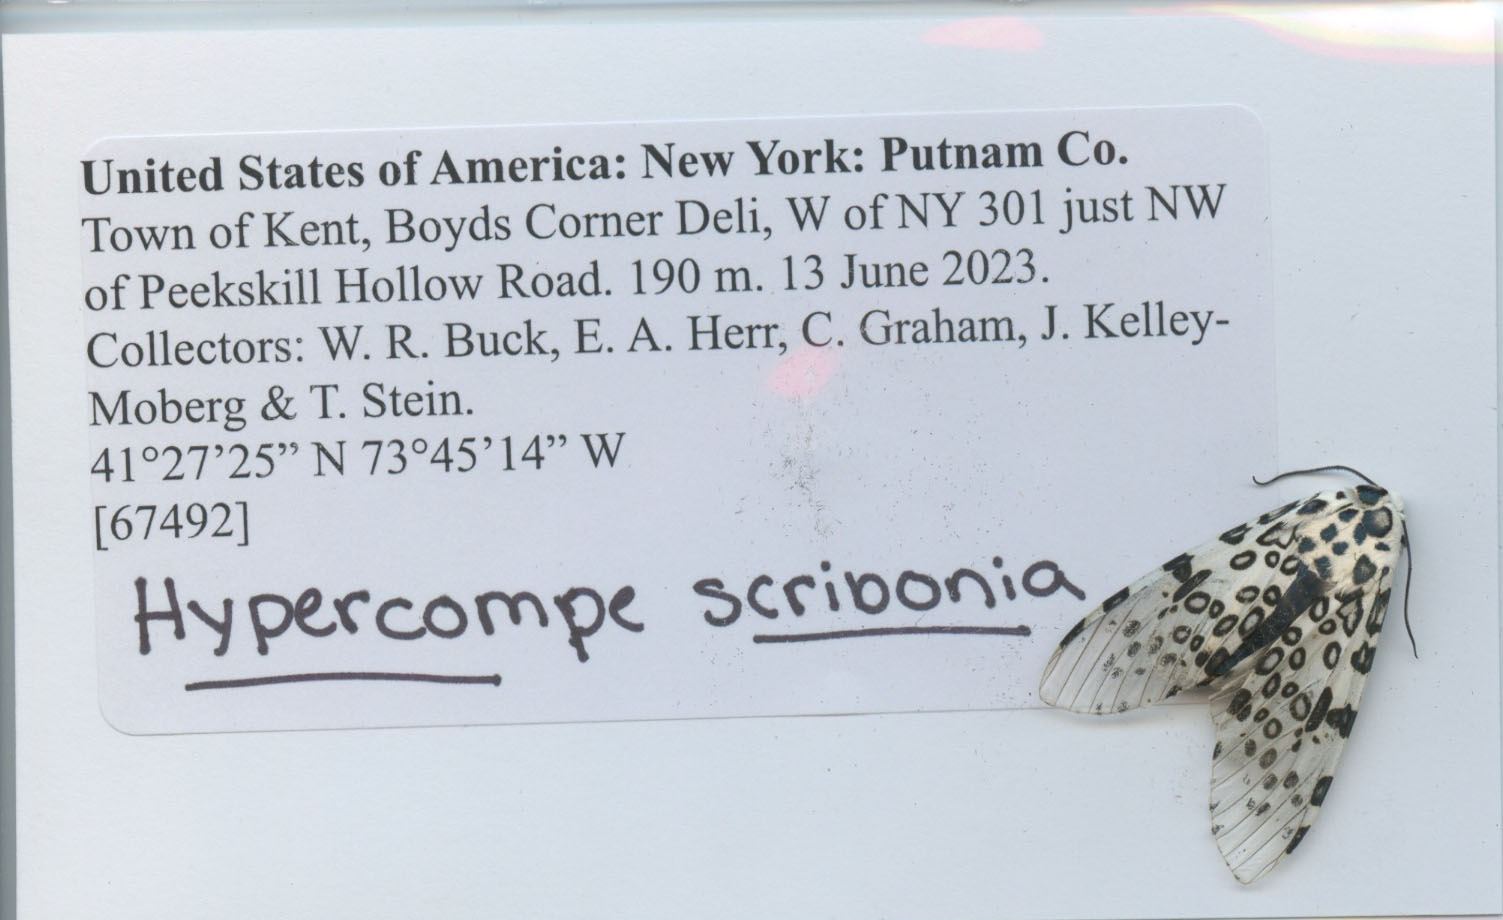 United States of America: New York: Putnam Co.
Town of Kent, Boyds Corner Deli, W of NY 301 just NW
of Peekskill Hollow Road. 190 m. 13 June 2023.
Collectors: W. R. Buck, E. A. Herr, C. Graham, J. Kelley-
Moberg & T. Stein.
41°27’25” N 73°45’14” W
[67492]
Hypercompe scribonia